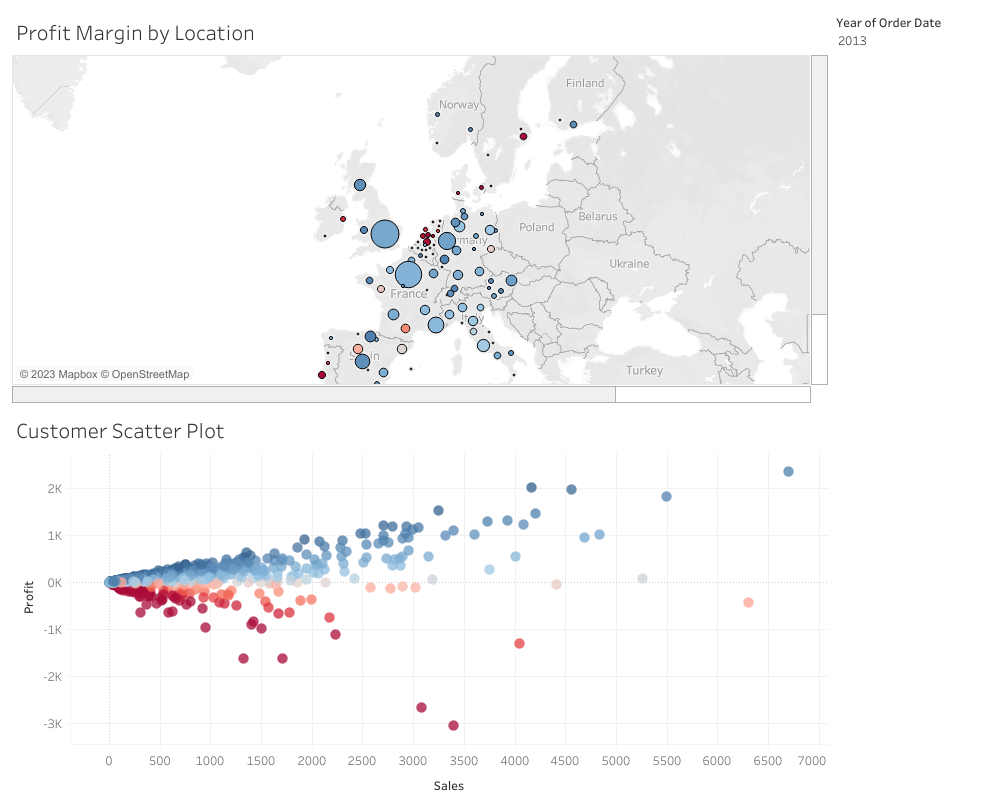 Profit Margin by Location
Year of Order Date
2013
Finland
Norway
Belarus
Poland
many
Ukraine
France
It
Turkey
© 2023 Mapbox © OpenStreetMap
Customer Scatter Plot
2K
1K
0K
-1K
-2K
-3K
Profit
0 500 1000 1500 2000 2500 3000 3500 4000 4500 5000 5500 6000 6500 7000
Sales